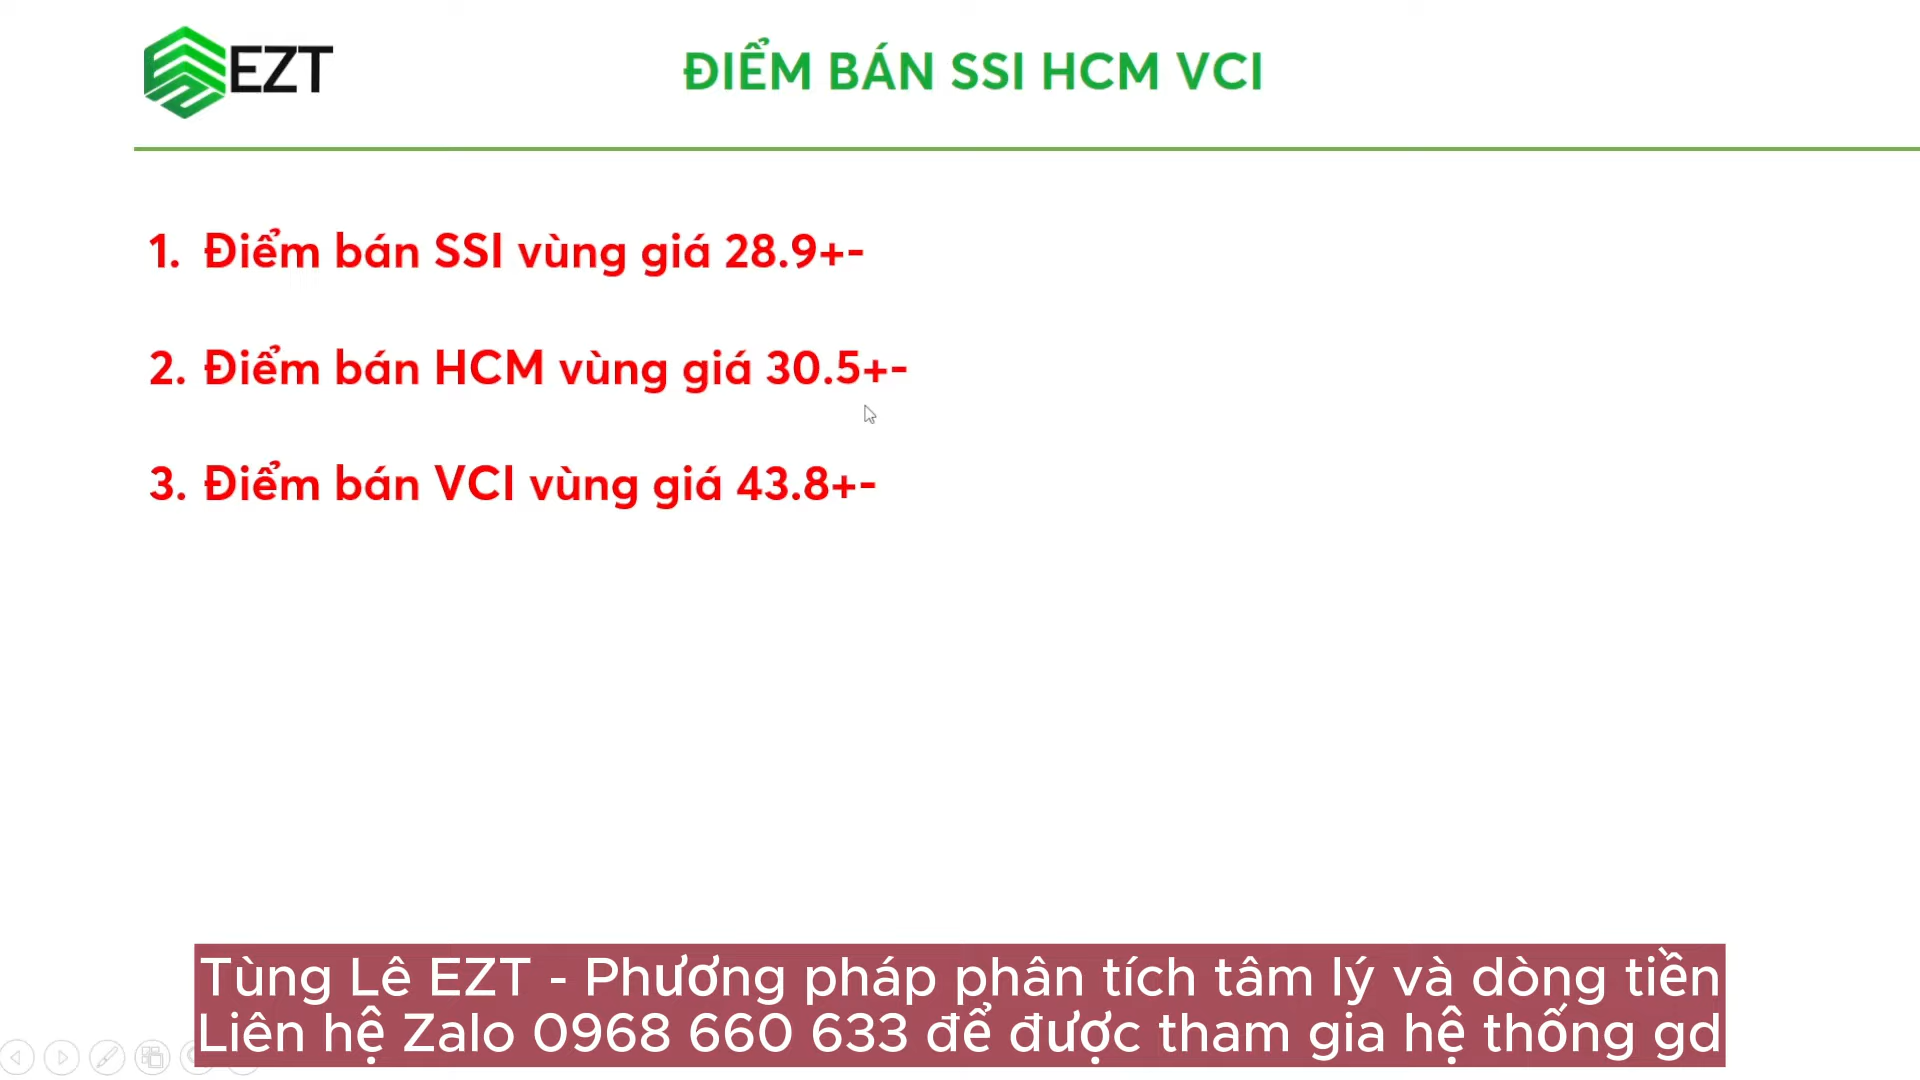 EZT
ĐIỂM BÁN SSI HCM VCI
1. Điểm bán SSI vùng giá 28.9+-
2. Điểm bán HCM vùng giá 30.5+-
3. Điểm bán VCI vùng giá 43.8+-
Tùng Lê EZT - Phương pháp phân tích tâm lý và dòng tiền
Liên hệ Zalo 0968 660 633 để được tham gia hệ thống gd